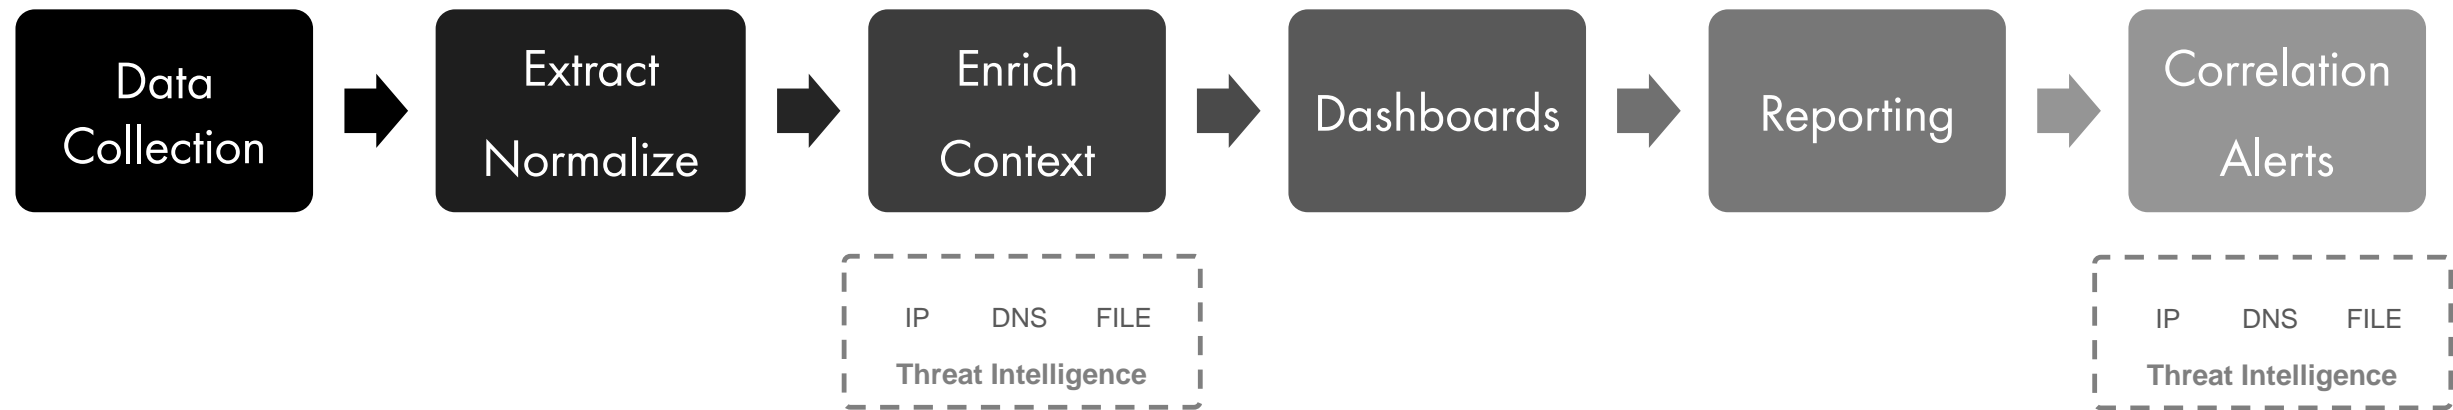 Data
Collection
Extract
Normalize
Enrich
Context
Dashboards
Reporting
Correlation
Alerts
IP DNS FILE
Threat Intelligence
IP DNS FILE
Threat Intelligence